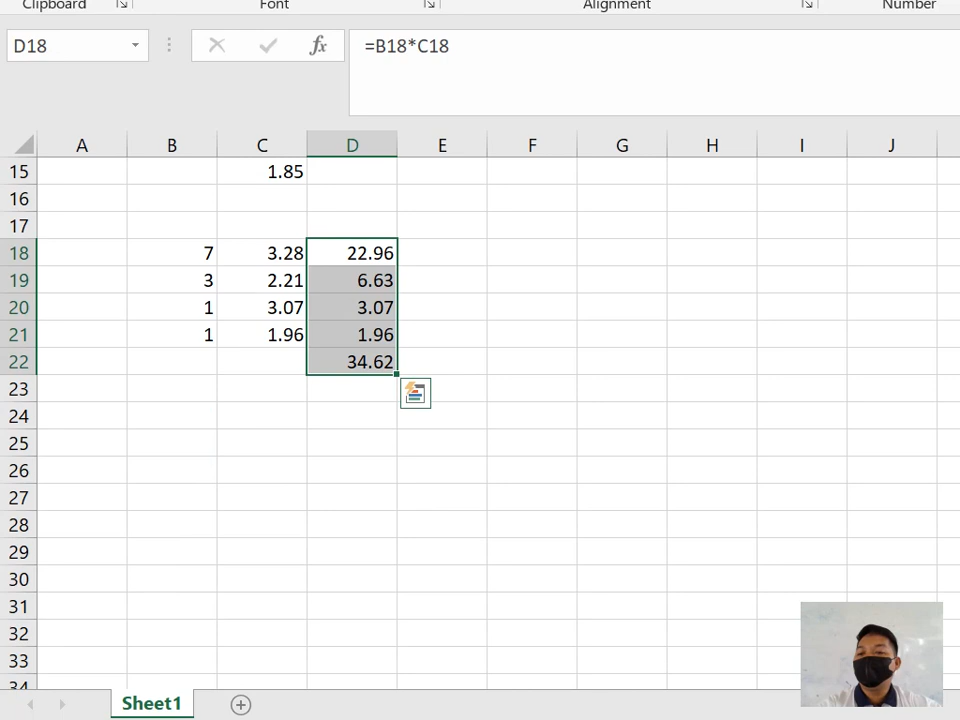 Clipboard Font Alignment Number
D18 fx =B18*C18
A B C D E F G H I J
15 1.85
16
17
18 7 3.28 22.96
19 3 2.21 6.63
20 1 3.07 3.07
21 1 1.96 1.96
22 34.62
23
24
25
26
27
28
29
30
31
32
33
34
Sheet1